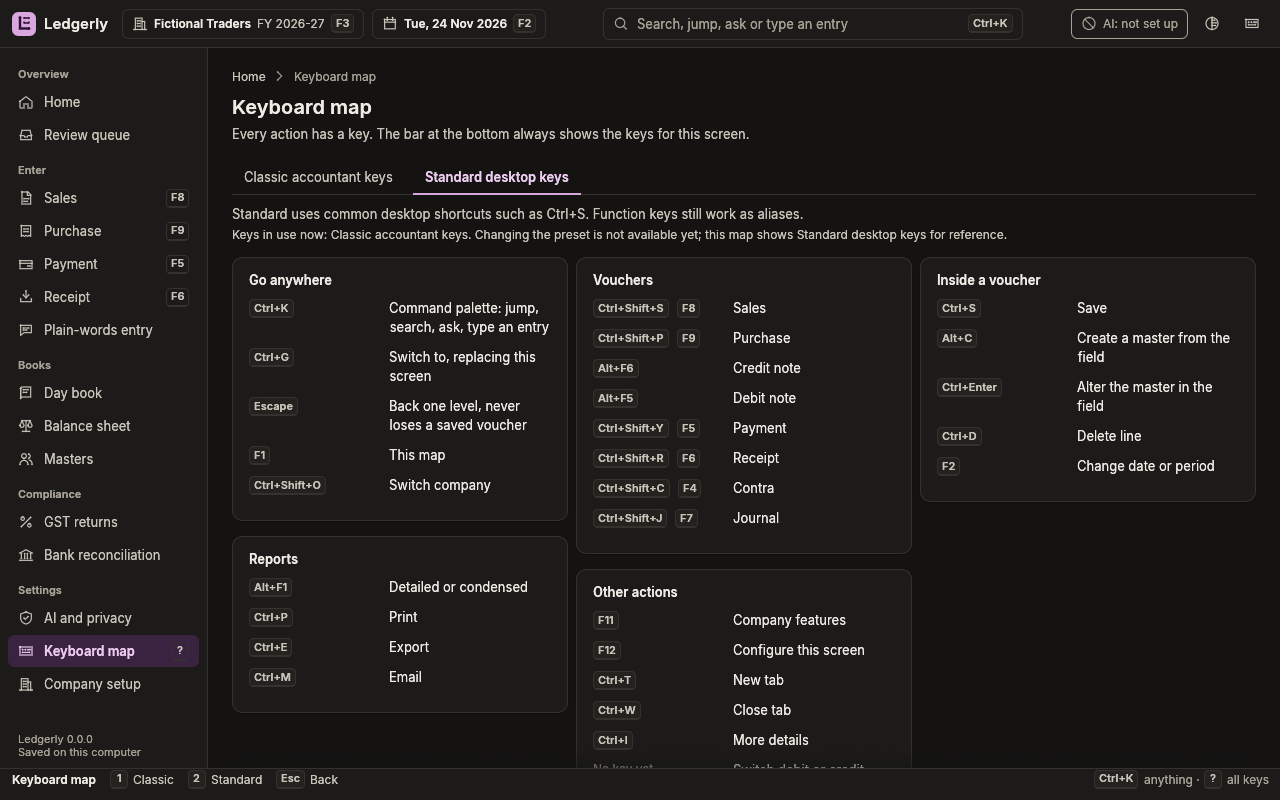 Ledgerly
Fictional Traders FY 2026-27 F3
Tue, 24 Nov 2026 F2
Search, jump, ask or type an entry Ctrl+K
AI: not set up
Overview
Home
Review queue
Enter
Sales F8
Purchase F9
Payment F5
Receipt F6
Plain-words entry
Books
Day book
Balance sheet
Masters
Compliance
GST returns
Bank reconciliation
Settings
AI and privacy
Keyboard map ?
Company setup
Ledgerly 0.0.0
Saved on this computer
Home > Keyboard map
Keyboard map
Every action has a key. The bar at the bottom always shows the keys for this screen.
Classic accountant keys
Standard desktop keys
Standard uses common desktop shortcuts such as Ctrl+S. Function keys still work as aliases.
Keys in use now: Classic accountant keys. Changing the preset is not available yet; this map shows Standard desktop keys for reference.
Go anywhere
Ctrl+K Command palette: jump,
search, ask, type an entry
Ctrl+G Switch to, replacing this
screen
Escape Back one level, never
loses a saved voucher
F1 This map
Ctrl+Shift+O Switch company
Reports
Alt+F1 Detailed or condensed
Ctrl+P Print
Ctrl+E Export
Ctrl+M Email
Vouchers
Ctrl+Shift+S F8 Sales
Ctrl+Shift+P F9 Purchase
Alt+F6 Credit note
Alt+F5 Debit note
Ctrl+Shift+Y F5 Payment
Ctrl+Shift+R F6 Receipt
Ctrl+Shift+C F4 Contra
Ctrl+Shift+J F7 Journal
Other actions
F11 Company features
F12 Configure this screen
Ctrl+T New tab
Ctrl+W Close tab
Ctrl+I More details
No key yet Switch debit or credit
Inside a voucher
Ctrl+S Save
Alt+C Create a master from the
field
Ctrl+Enter Alter the master in the
field
Ctrl+D Delete line
F2 Change date or period
Keyboard map 1 Classic 2 Standard Esc Back
Ctrl+K anything · ? all keys